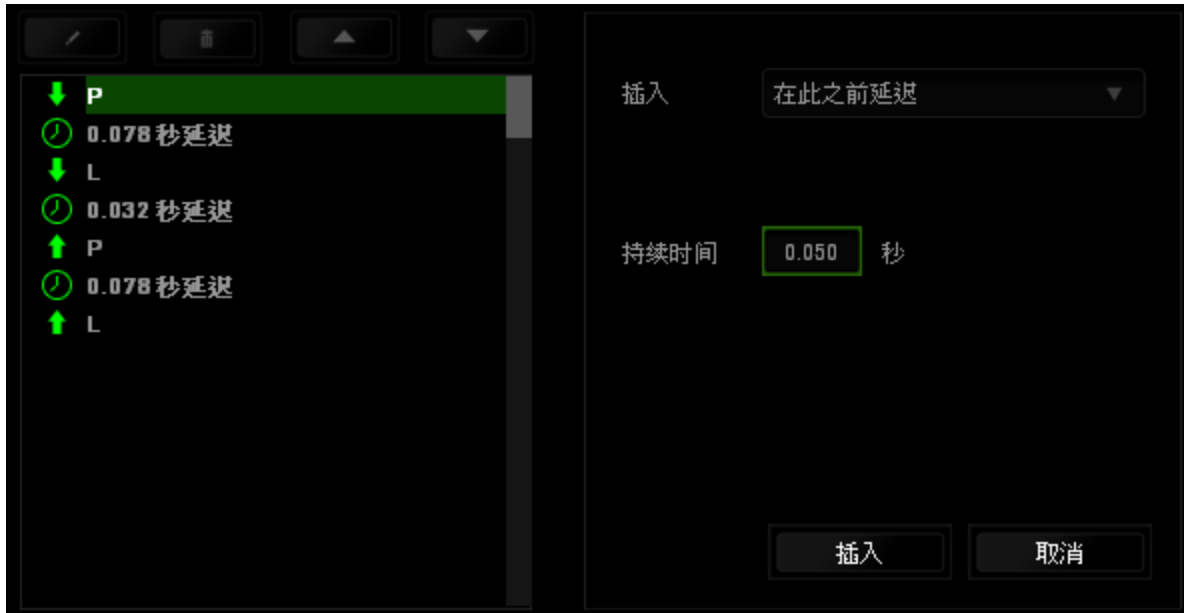 P
0.078 秒延迟
L
0.032 秒延迟
P
0.078 秒延迟
L
插入 在此之前延迟
持续时间 0.050 秒
插入 取消